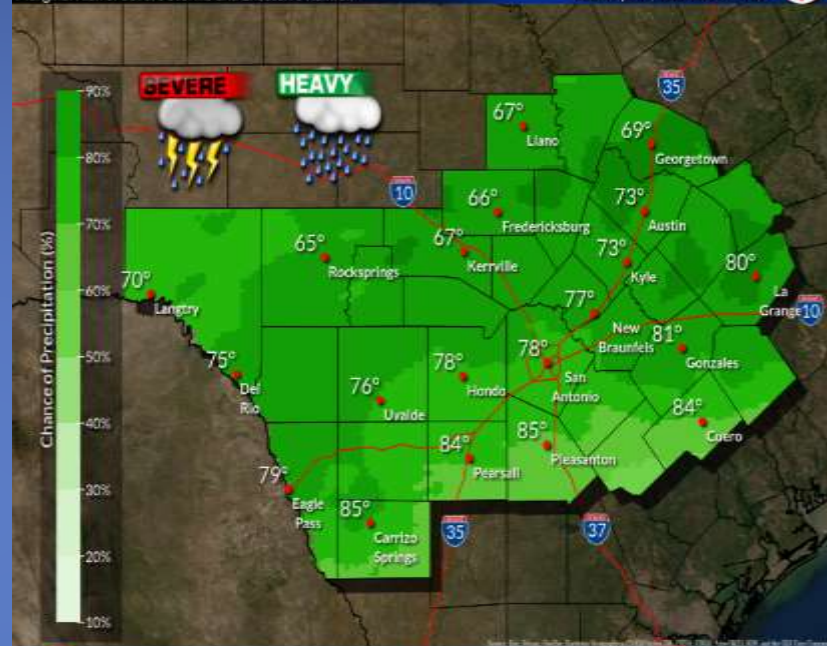 SEVERE
HEAVY
90%
80%
70%
60%
50%
40%
30%
20%
10%
Chance of Precipitation (%)
35
67°
Llano
69°
Georgetown
10
66°
Fredericksburg
73°
Austin
65°
Rocksprings
67°
Kerrville
73°
Kyle
80°
La
Grange
10
70°
Langtry
77°
New
Braunfels
81°
Gonzales
75°
Del
Rio
76°
Uvalde
78°
Hondo
78°
San
Antonio
84°
Cuero
84°
Pearsall
85°
Pleasanton
79°
Eagle
Pass
85°
Carrizo
Springs
35
37